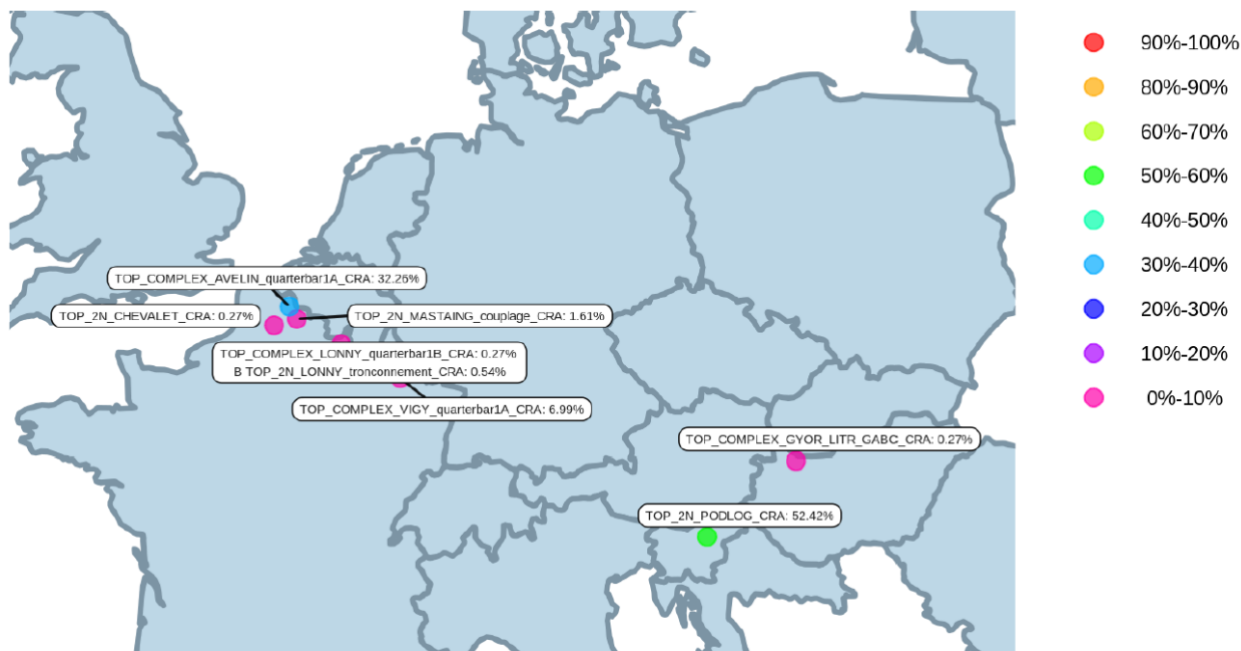 TOP_COMPLEX_AVELIN_quarterbar1A_CRA: 32.26%
TOP_2N_CHEVALET_CRA: 0.27%
TOP_2N_MASTAING_couplage_CRA: 1.61%
TOP_COMPLEX_LONNY_quarterbar1B_CRA: 0.27%
B TOP_2N_LONNY_tronconnement_CRA: 0.54%
TOP_COMPLEX_VIGY_quarterbar1A_CRA: 6.99%
TOP_COMPLEX_GYOR_LITR_GABC_CRA: 0.27%
TOP_2N_PODLOG_CRA: 52.42%
90%-100%
80%-90%
60%-70%
50%-60%
40%-50%
30%-40%
20%-30%
10%-20%
0%-10%